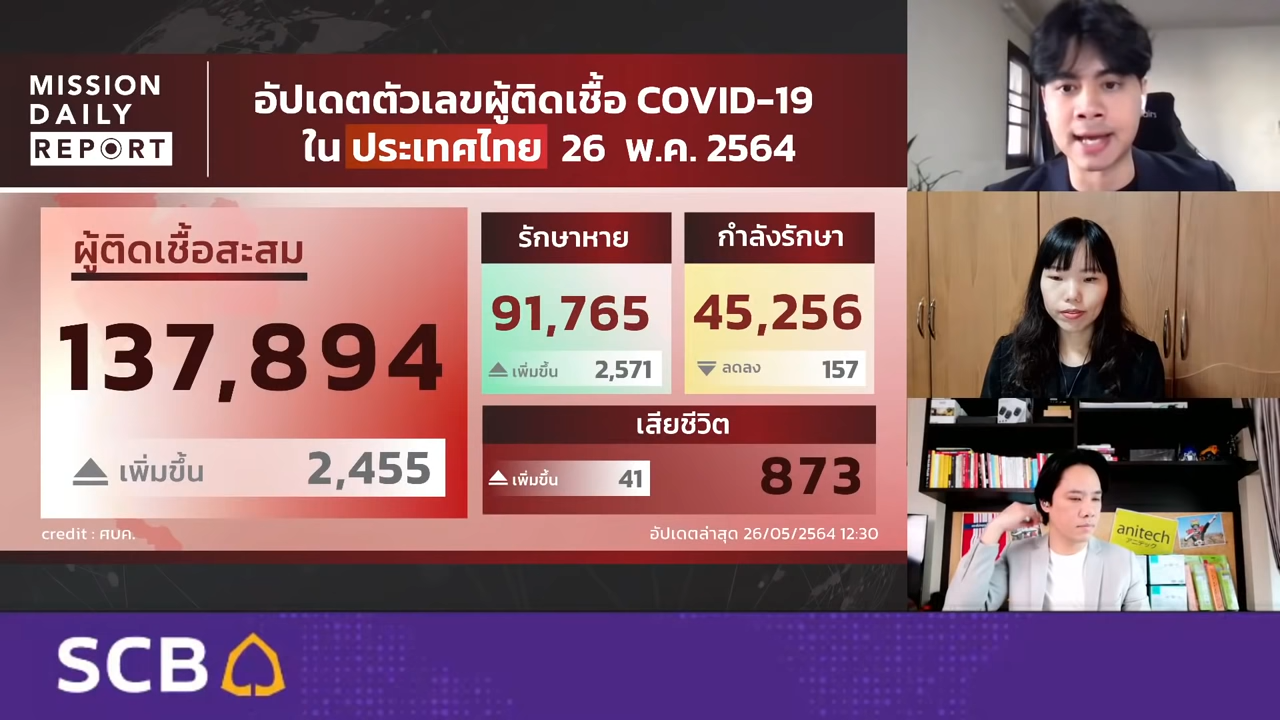 MISSION
DAILY
REPORT
อัปเดตตัวเลขผู้ติดเชื้อ COVID-19
ใน ประเทศไทย 26 พ.ค. 2564
ผู้ติดเชื้อสะสม
137,894
เพิ่มขึ้น 2,455
รักษาหาย
91,765
เพิ่มขึ้น 2,571
กำลังรักษา
45,256
ลดลง 157
เสียชีวิต
เพิ่มขึ้น 41
873
credit : ศบค.
อัปเดตล่าสุด 26/05/2564 12:30
anitech
アニテック
SCB